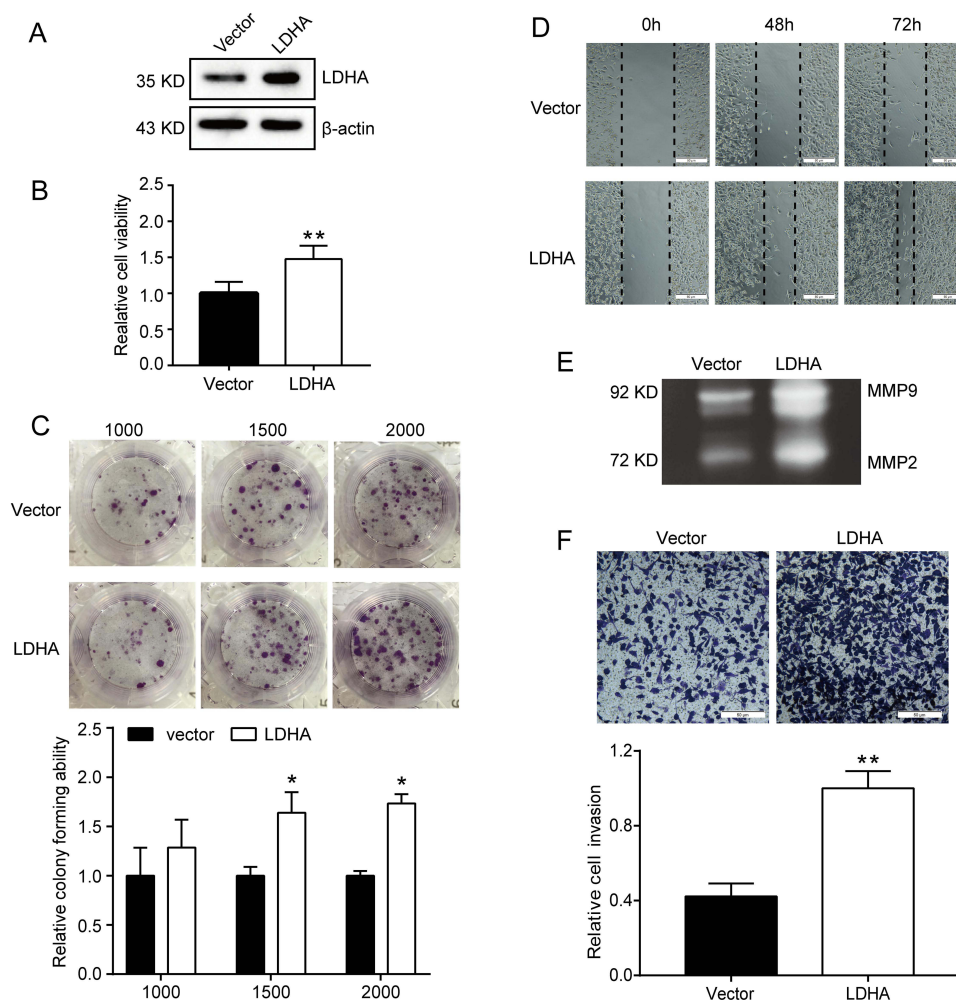 A
Vector LDHA
35 KD LDHA
43 KD β-actin
B
Realative cell viability
2.5
2.0
**
1.5
1.0
0.5
0.0
Vector LDHA
C
1000 1500 2000
Vector
LDHA
Relative colony forming ability
2.5
vector LDHA
2.0
* *
1.5
1.0
0.5
0.0
1000 1500 2000
D
0h 48h 72h
Vector
LDHA
E
Vector LDHA
92 KD MMP9
72 KD MMP2
F
Vector LDHA
50 μm 50 μm
Relative cell invasion
1.2
**
0.8
0.4
0.0
Vector LDHA